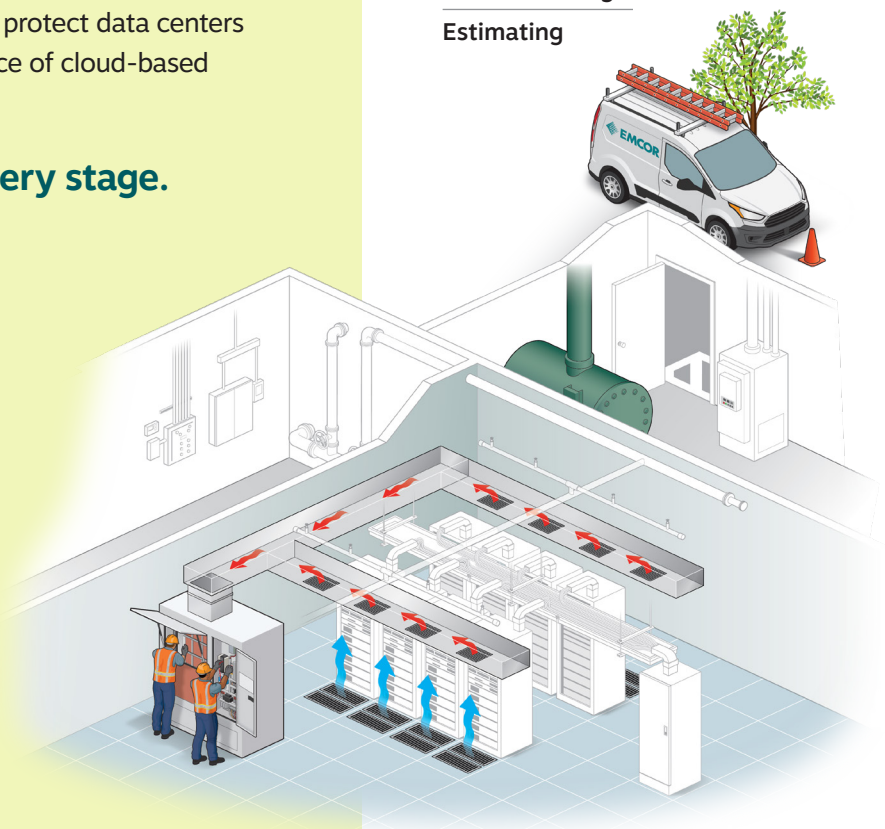 protect data centers
ce of cloud-based
ery stage.
Estimating
EMCOR